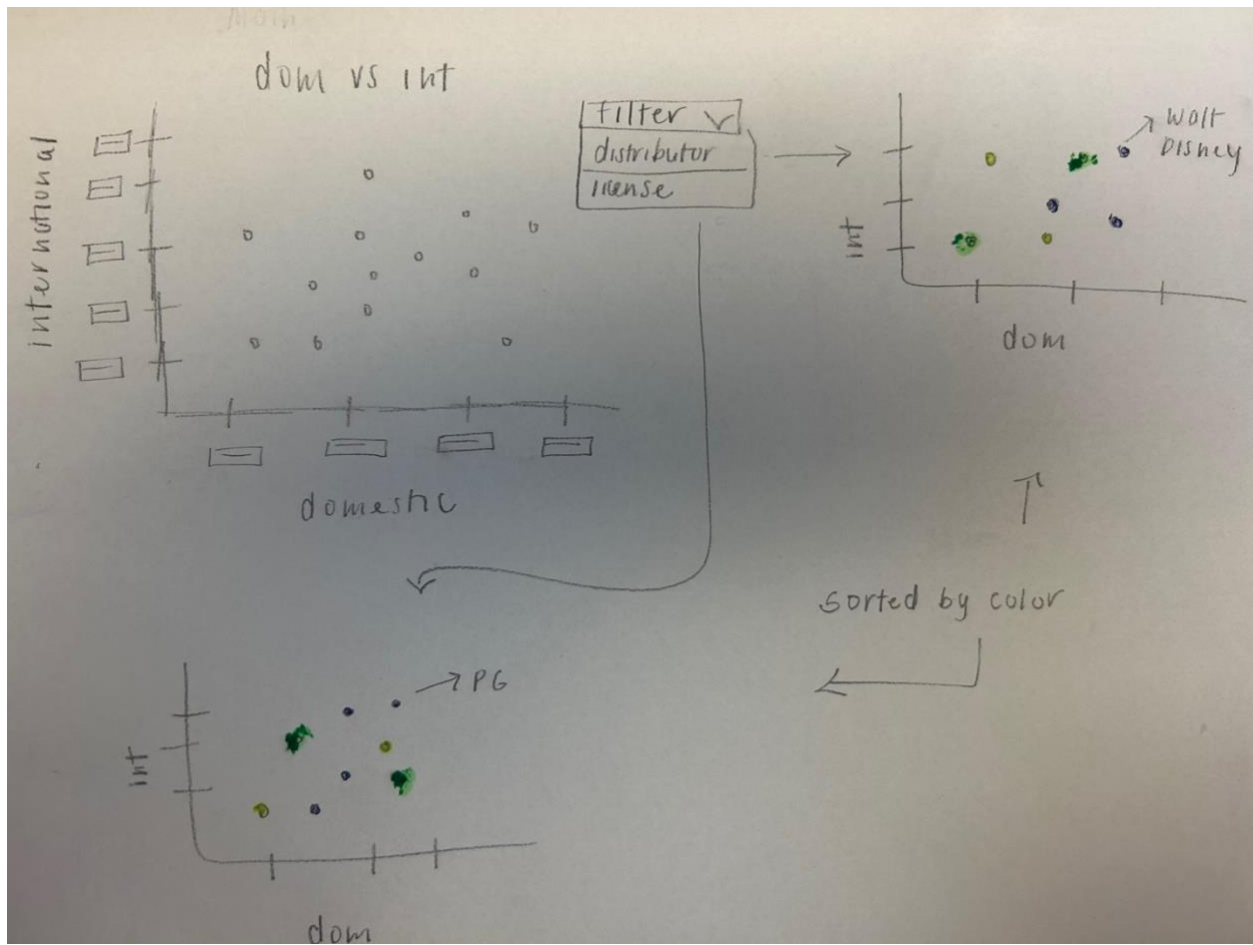 dom vs int
international
domestic
Filter
distributor
license
Walt
Disney
int
dom
sorted by color
PG
int
dom